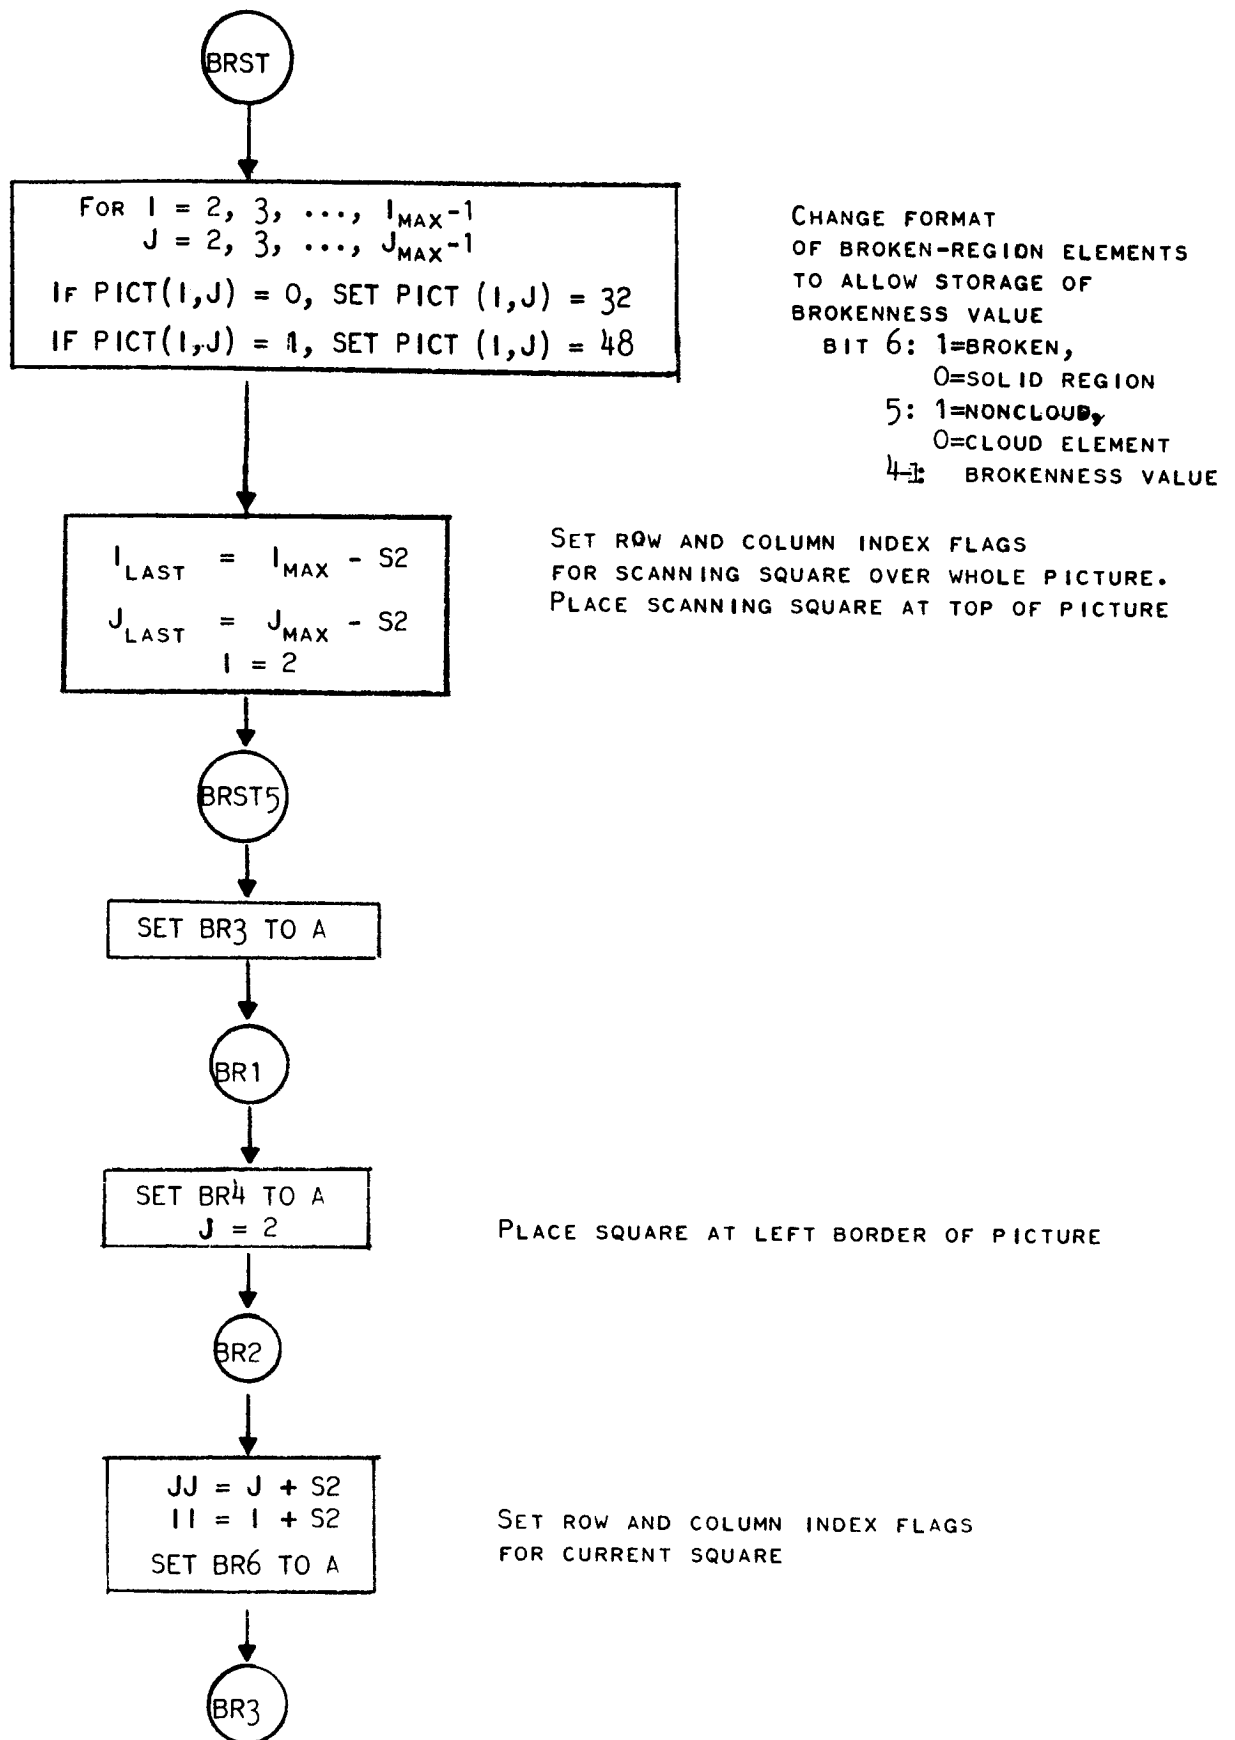 BRST
FOR I = 2, 3, ..., IMAX-1
J = 2, 3, ..., JMAX-1
IF PICT(I,J) = 0, SET PICT (I,J) = 32
IF PICT(I,J) = 1, SET PICT (I,J) = 48
CHANGE FORMAT
OF BROKEN-REGION ELEMENTS
TO ALLOW STORAGE OF
BROKENNESS VALUE
BIT 6: 1=BROKEN,
0=SOLID REGION
5: 1=NONCLOUD,
0=CLOUD ELEMENT
4-1: BROKENNESS VALUE
ILAST = IMAX - S2
JLAST = JMAX - S2
I = 2
SET ROW AND COLUMN INDEX FLAGS
FOR SCANNING SQUARE OVER WHOLE PICTURE.
PLACE SCANNING SQUARE AT TOP OF PICTURE
BRST5
SET BR3 TO A
BR1
SET BR4 TO A
J = 2
PLACE SQUARE AT LEFT BORDER OF PICTURE
BR2
JJ = J + S2
II = I + S2
SET BR6 TO A
SET ROW AND COLUMN INDEX FLAGS
FOR CURRENT SQUARE
BR3